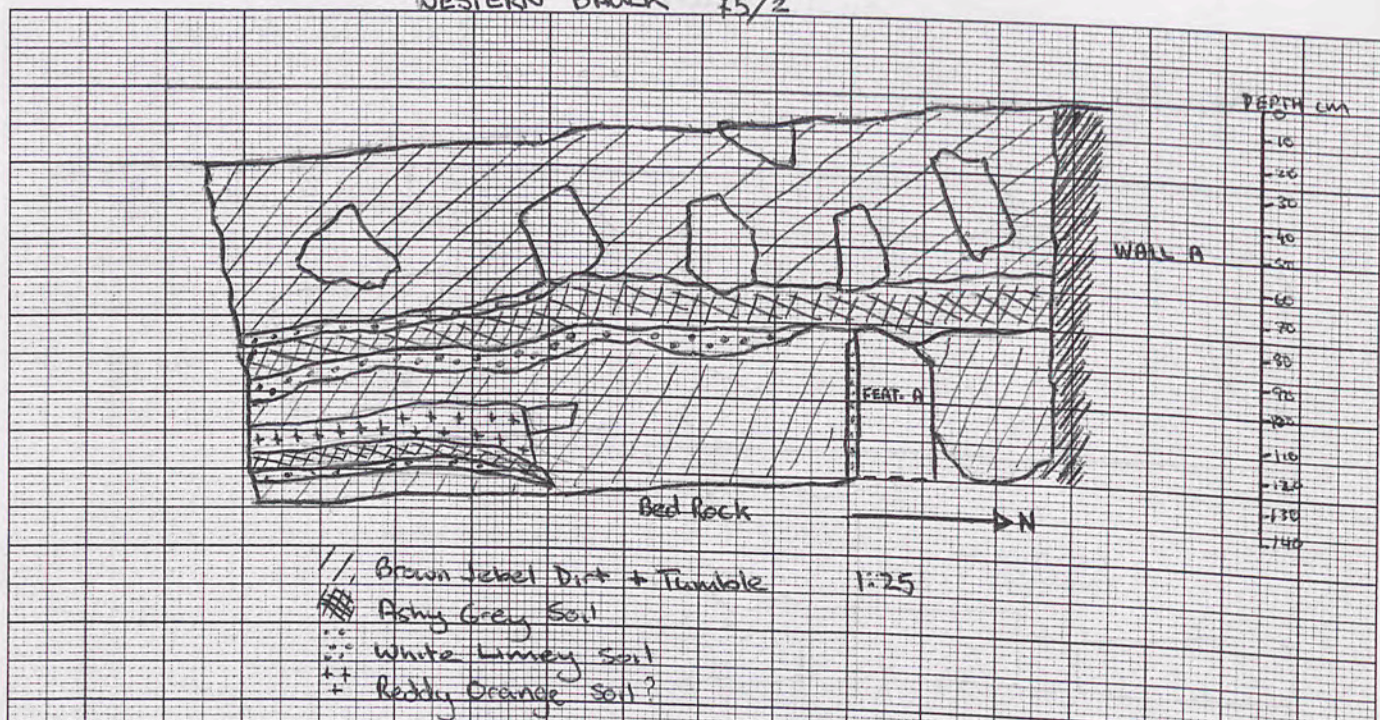 WESTERN BAULK
DEPTH cm
0
10
20
30
40
50
60
70
80
90
100
110
120
130
140
WALL A
FEAT. A
Bed Rock
N
Brown Jebel Dirt + Tumble
1:25
Ashy Grey Soil
White Limey Soil
Reddy Orange Soil?